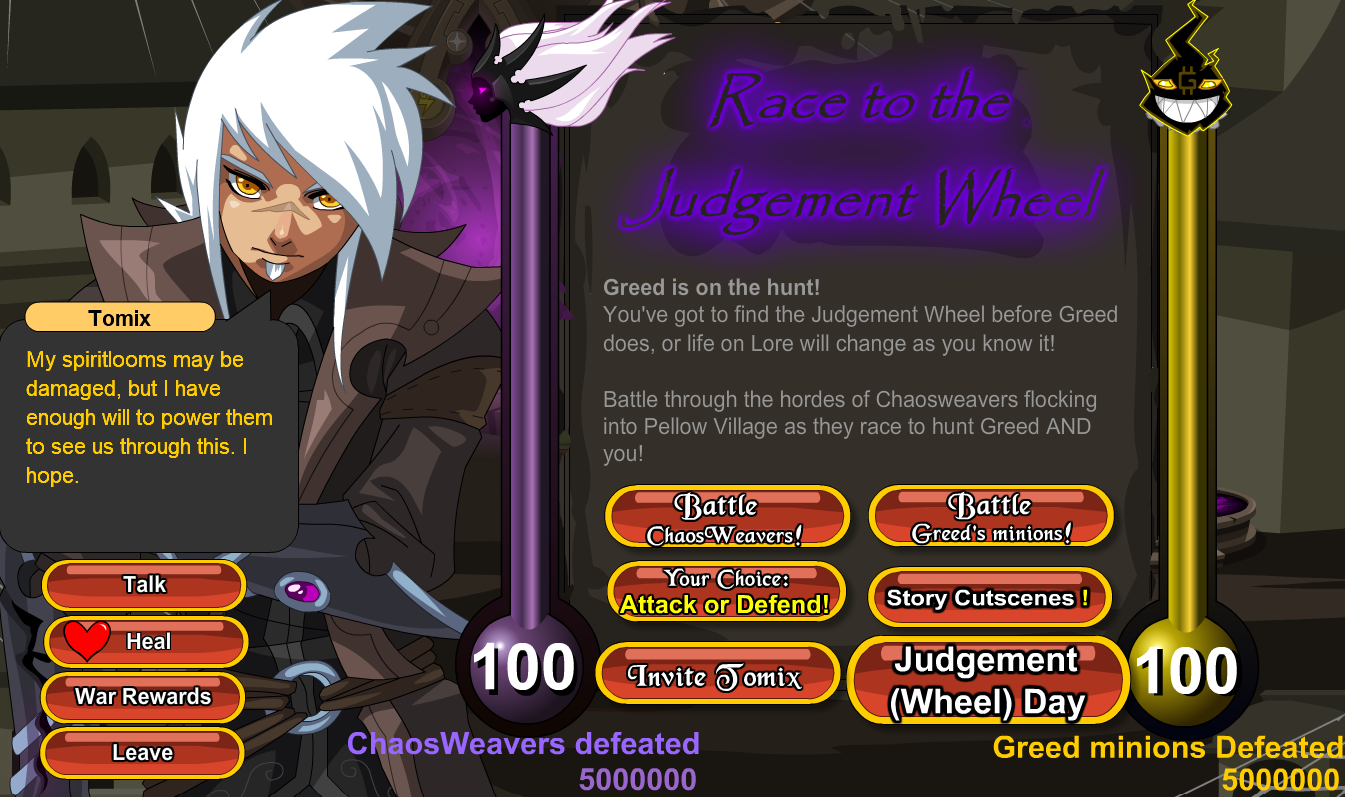 Race to the
Judgement Wheel
Greed is on the hunt!
You've got to find the Judgement Wheel before Greed
does, or life on Lore will change as you know it!
Battle through the hordes of Chaosweavers flocking
into Pellow Village as they race to hunt Greed AND
you!
Tomix
My spiritlooms may be
damaged, but I have
enough will to power them
to see us through this. I
hope.
Talk
Heal
War Rewards
Leave
Battle
ChaosWeavers!
Battle
Greed's minions!
Your Choice:
Attack or Defend!
Story Cutscenes !
Invite Tomix
Judgement
(Wheel) Day
100
100
ChaosWeavers defeated
5000000
Greed minions Defeated
5000000